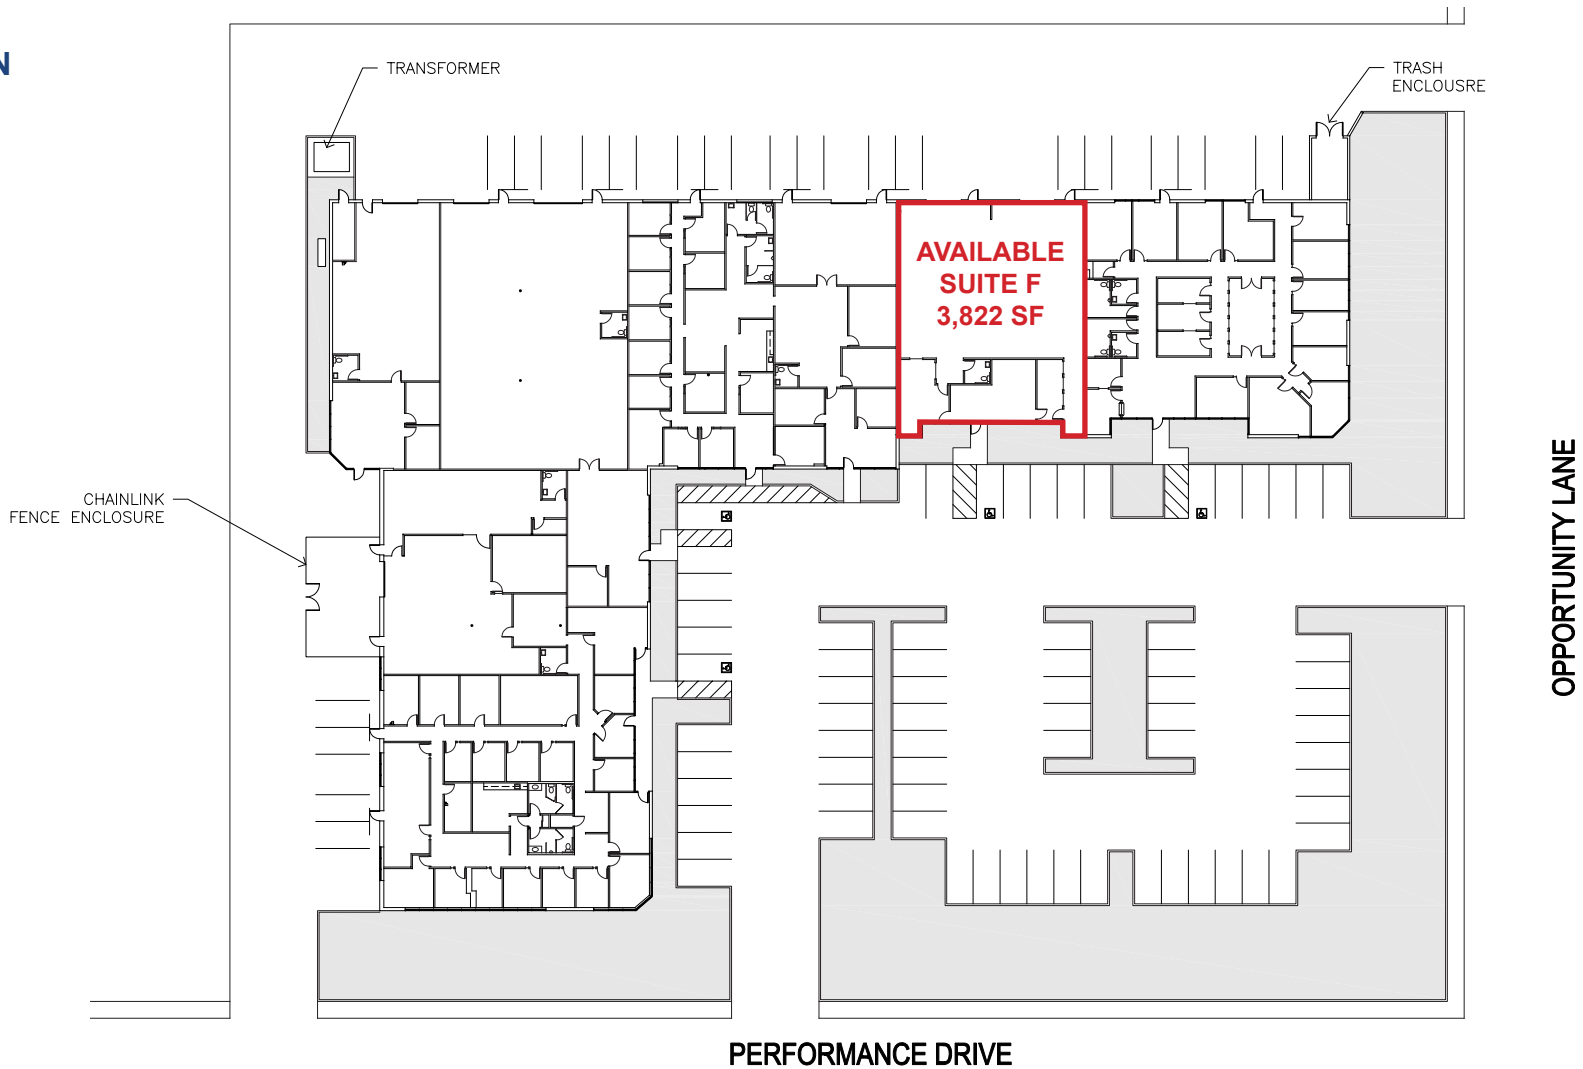 N
TRANSFORMER
TRASH
ENCLOUSRE
AVAILABLE
SUITE F
3,822 SF
CHAINLINK
FENCE ENCLOSURE
OPPORTUNITY LANE
PERFORMANCE DRIVE